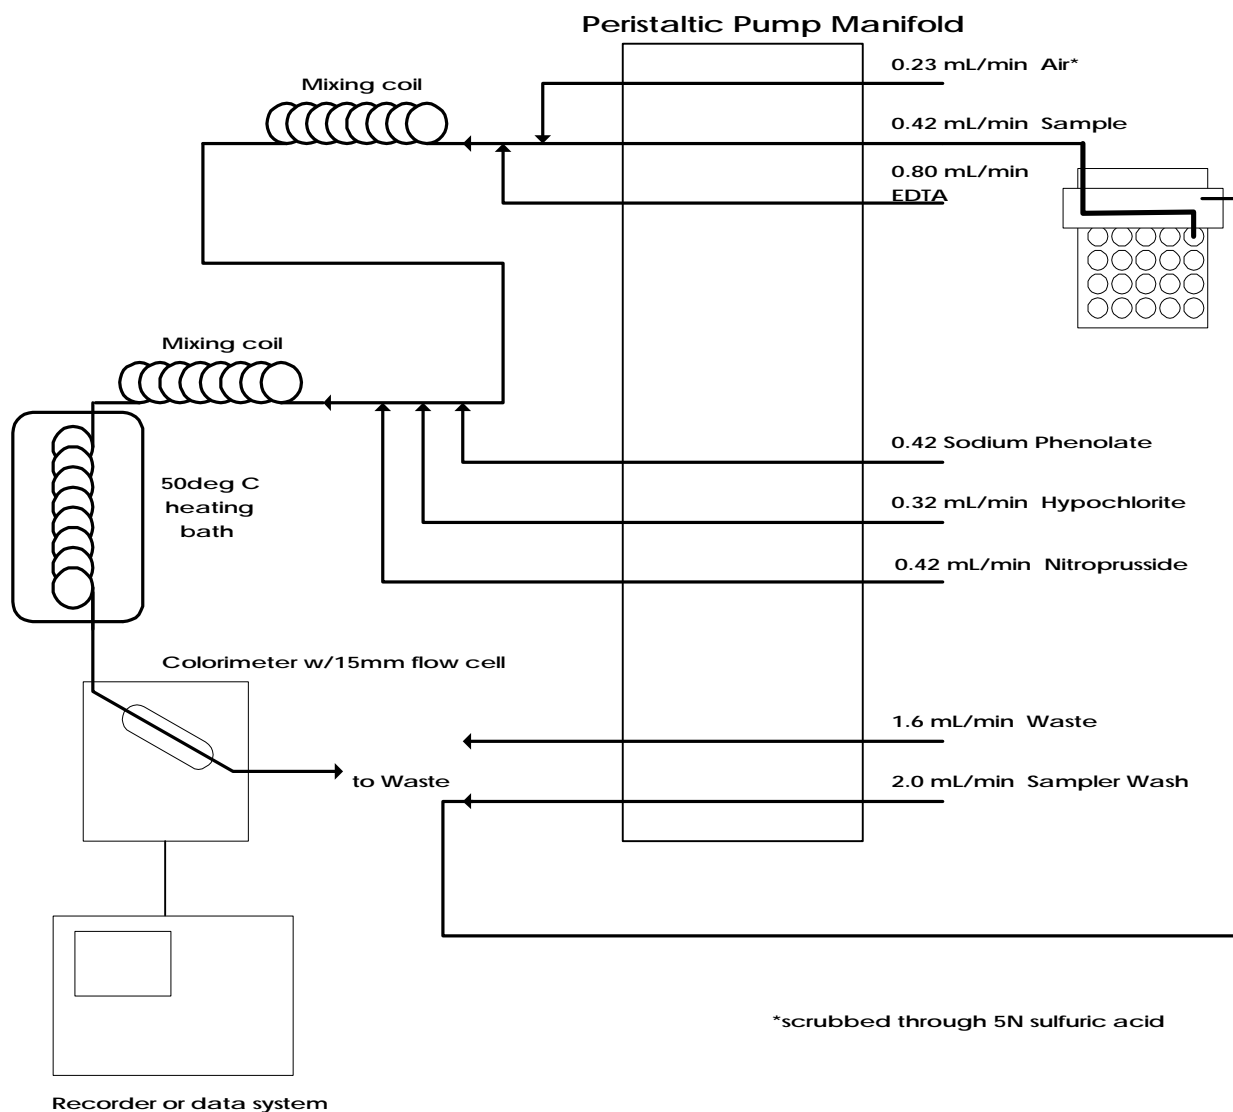 Peristaltic Pump Manifold
0.23 mL/min Air*
Mixing coil
0.42 mL/min Sample
0.80 mL/min
EDTA
Mixing coil
0.42 Sodium Phenolate
50deg C
heating
bath
0.32 mL/min Hypochlorite
0.42 mL/min Nitroprusside
Colorimeter w/15mm flow cell
1.6 mL/min Waste
to Waste
2.0 mL/min Sampler Wash
*scrubbed through 5N sulfuric acid
Recorder or data system